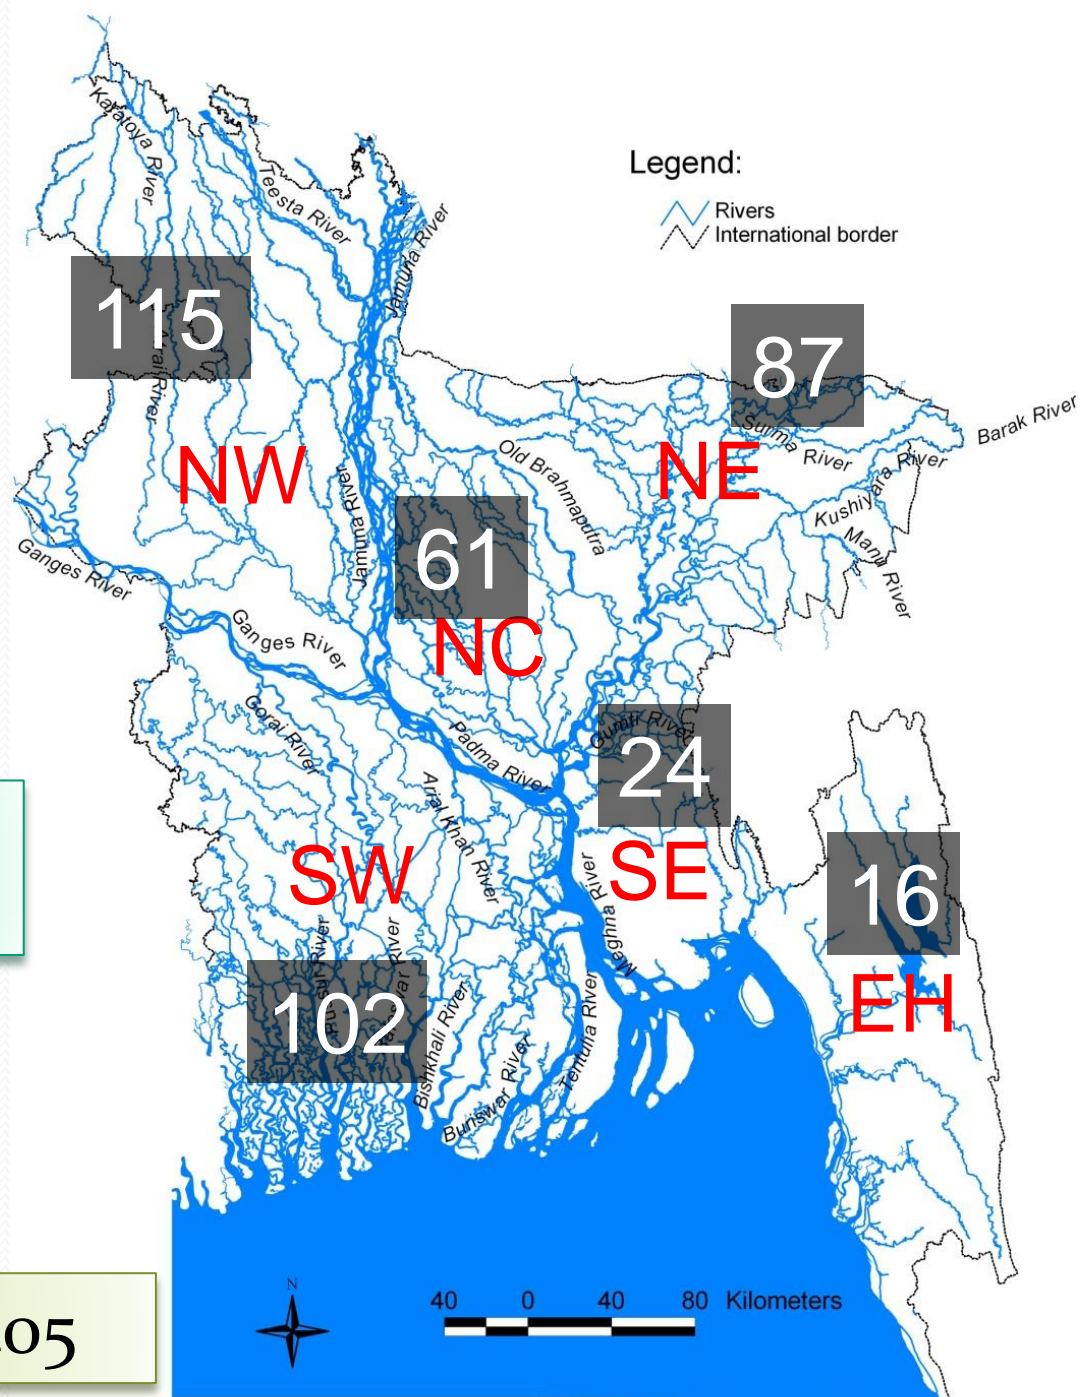 Karatoya River
Teesta River
Jamuna River
Legend:
Rivers
International border
115
River
87
Surma River
Barak River
NW
NE
Old Brahmaputra
Kushiyara River
Jamuna River
61
Manu River
Ganges River
Ganges River
NC
Gorai River
Padma River
Gumti River
24
Arial Khan River
SW
SE
Meghna River
16
EH
River
River
102
Bishkhali River
Buriswar River
Tentulia River
N
40 0 40 80 Kilometers
05